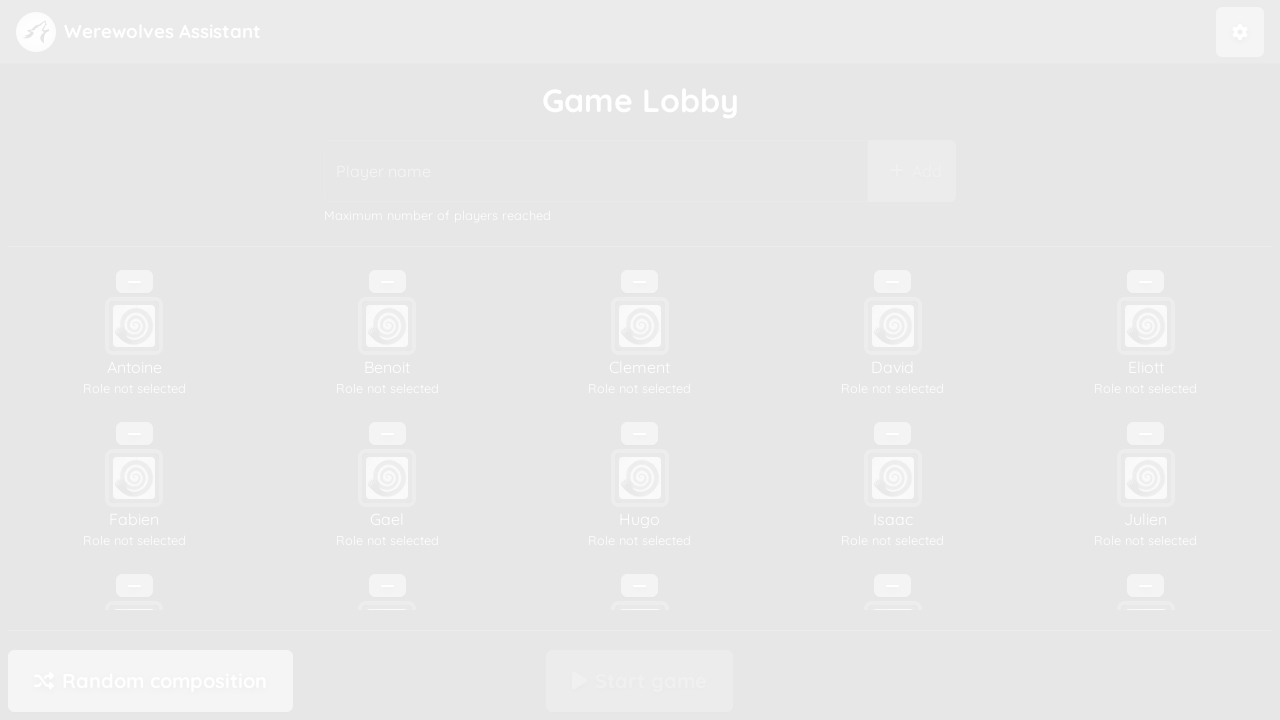 Werewolves Assistant
Game Lobby
Player name
Add
Maximum number of players reached
Antoine
Role not selected
Benoit
Role not selected
Clement
Role not selected
David
Role not selected
Eliott
Role not selected
Fabien
Role not selected
Gael
Role not selected
Hugo
Role not selected
Isaac
Role not selected
Julien
Role not selected
Random composition
Start game